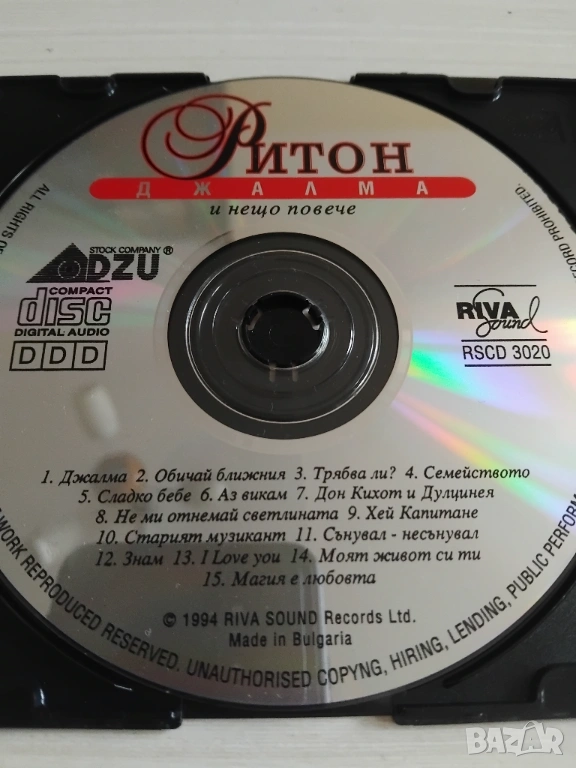 Ритон
ДЖАЛМА
и нещо повече
STOCK COMPANY ®
DZU
COMPACT
disc
DIGITAL AUDIO
DDD
RIVA
Sound
RSCD 3020
1. Джалма 2. Обичай ближния 3. Трябва ли? 4. Семейството
5. Сладко бебе 6. Аз викам 7. Дон Кихот и Дулцинея
8. Не ми отнемай светлината 9. Хей Капитане
10. Старият музикант 11. Сънувал - несънувал
12. Знам 13. I Love you 14. Моят живот си ти
15. Магия е любовта
© 1994 RIVA SOUND Records Ltd.
Made in Bulgaria
ALL RIGHTS OF
WORK REPRODUCED RESERVED. UNAUTHORISED COPYNG, HIRING, LENDING, PUBLIC PERFORM
CORD PROHIBITED.
BAZAR